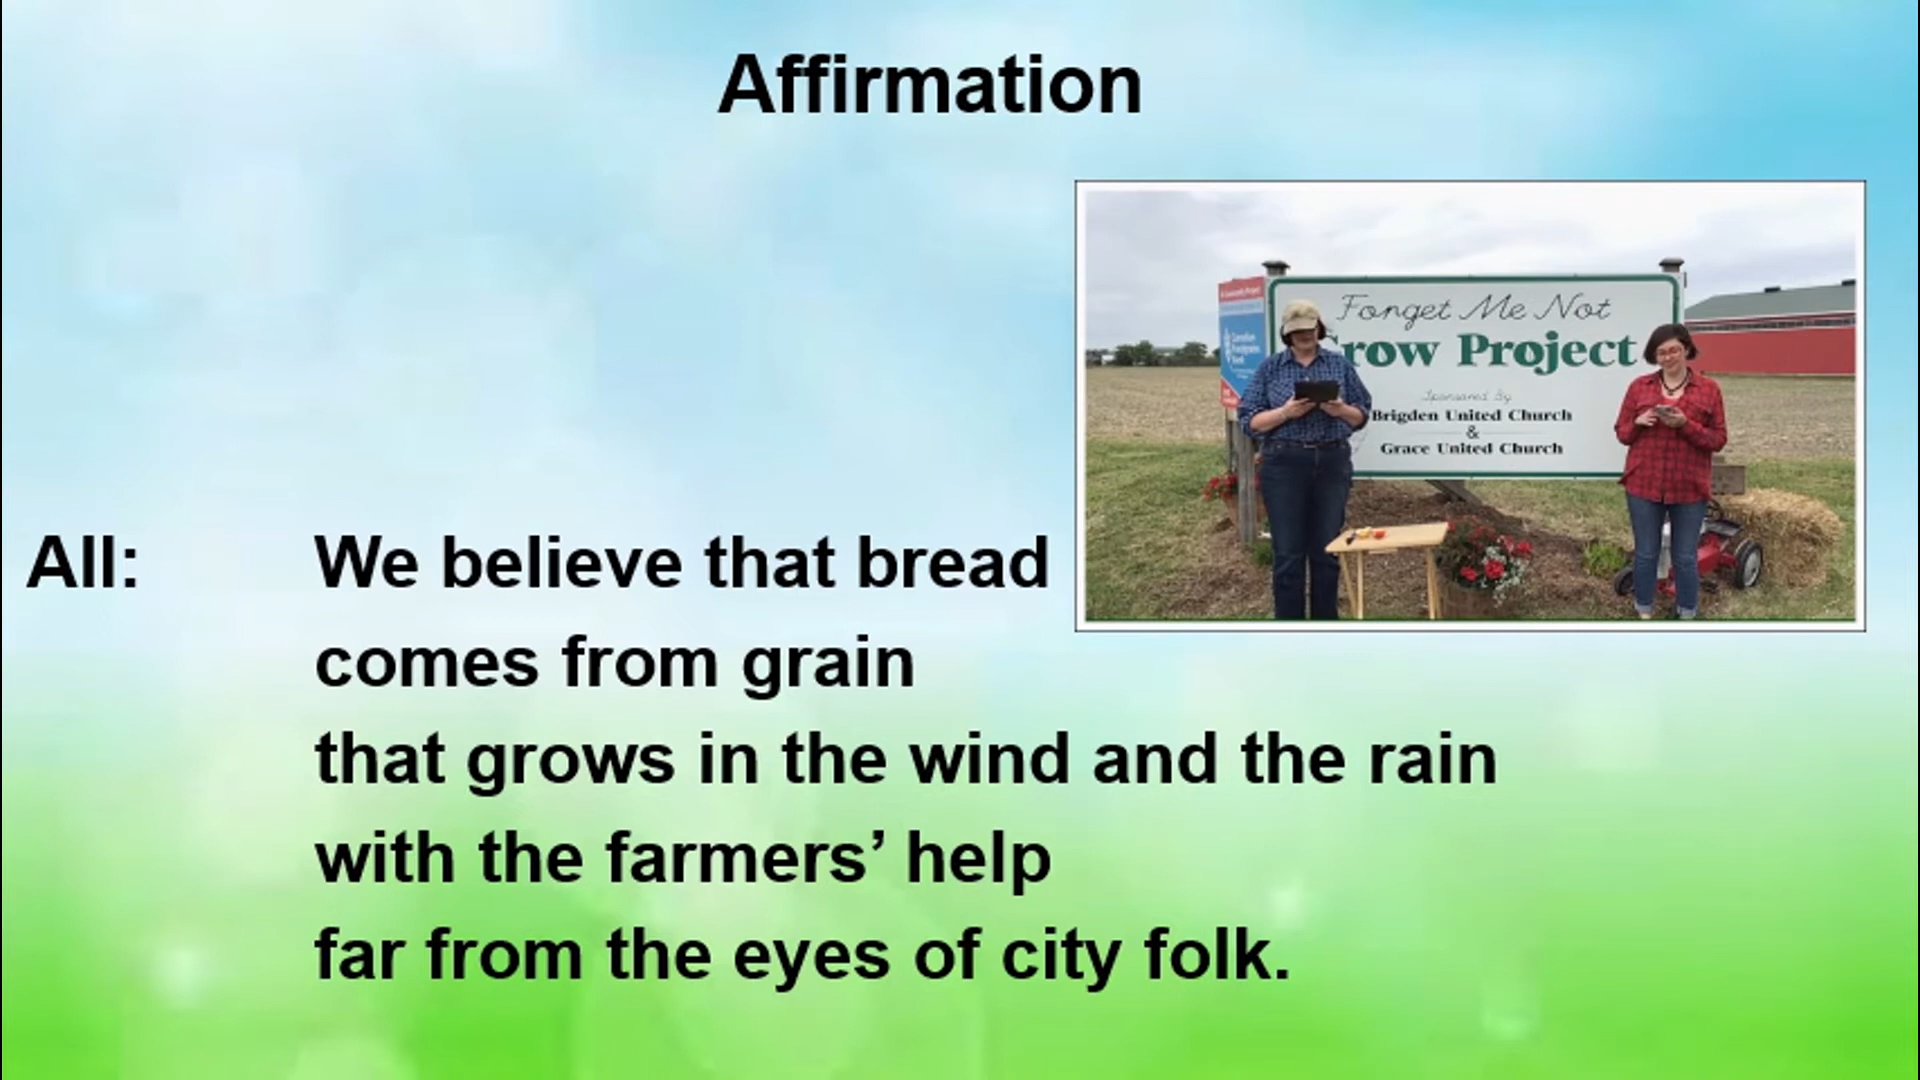 Affirmation
Forget Me Not
Grow Project
Sponsored By
Brigden United Church
&
Grace United Church
All: We believe that bread
comes from grain
that grows in the wind and the rain
with the farmers’ help
far from the eyes of city folk.